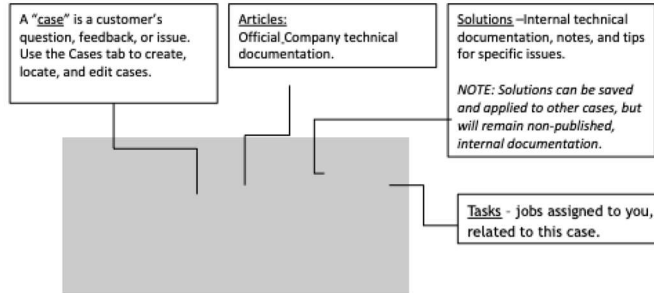 A “case” is a customer’s
question, feedback, or issue.
Use the Cases tab to create,
locate, and edit cases.
Articles:
Official Company technical
documentation.
Solutions –Internal technical
documentation, notes, and tips
for specific issues.
NOTE: Solutions can be saved
and applied to other cases, but
will remain non-published,
internal documentation.
Tasks – jobs assigned to you,
related to this case.